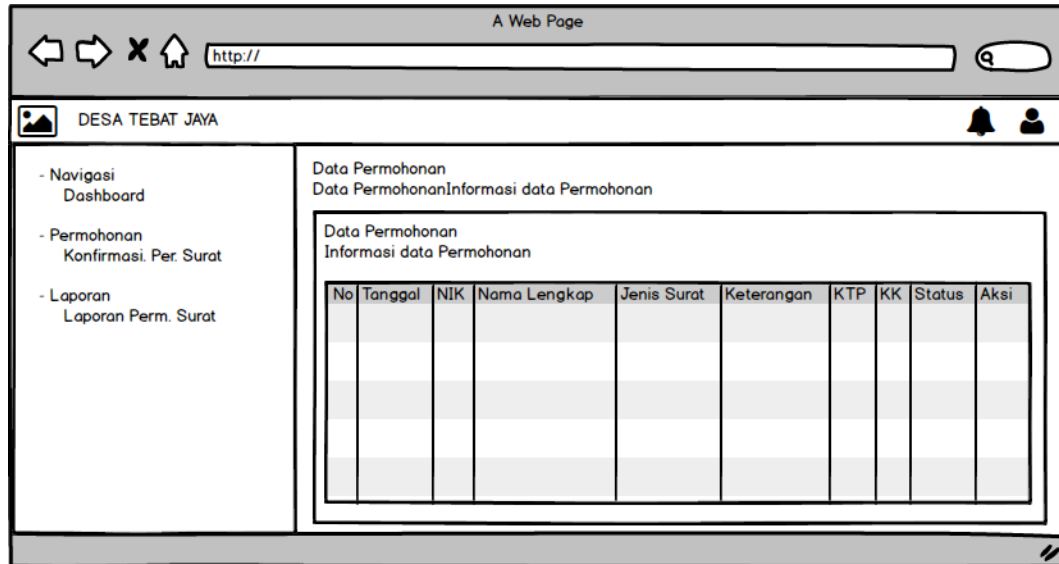 A Web Page
http://
DESA TEBAT JAYA
- Navigasi
Dashboard
- Permohonan
Konfirmasi. Per. Surat
- Laporan
Laporan Perm. Surat
Data Permohonan
Data PermohonanInformasi data Permohonan
Data Permohonan
Informasi data Permohonan
No Tanggal NIK Nama Lengkap Jenis Surat Keterangan KTP KK Status Aksi